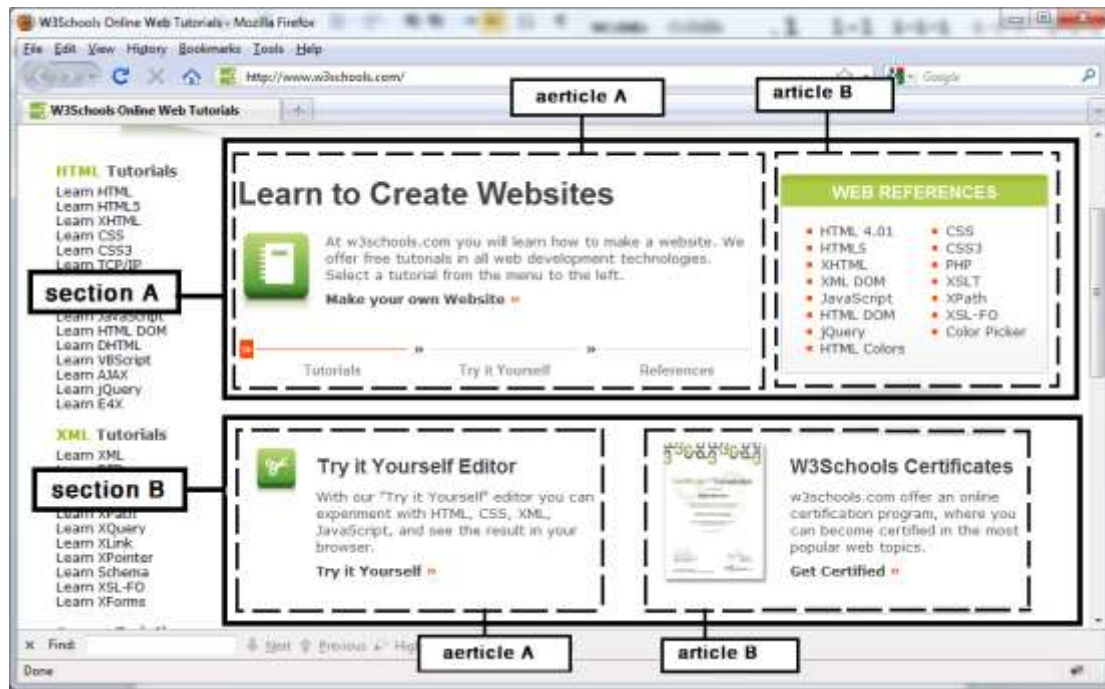 W3Schools Online Web Tutorials - Mozilla Firefox
File Edit View History Bookmarks Tools Help
http://www.w3schools.com/
Google
W3Schools Online Web Tutorials
aerticle A
article B
HTML Tutorials
Learn HTML
Learn HTML5
Learn XHTML
Learn CSS
Learn CSS3
Learn TCP/IP
section A
Learn JavaScript
Learn HTML DOM
Learn DHTML
Learn VBScript
Learn AJAX
Learn jQuery
Learn E4X
Learn to Create Websites
At w3schools.com you will learn how to make a website. We
offer free tutorials in all web development technologies.
Select a tutorial from the menu to the left.
Make your own Website »
» Tutorials
» Try it Yourself
» References
WEB REFERENCES
HTML 4.01
HTML5
XHTML
XML DOM
JavaScript
HTML DOM
jQuery
HTML Colors
CSS
CSS3
PHP
XSLT
XPath
XSL-FO
Color Picker
XML Tutorials
Learn XML
section B
Learn XPath
Learn XQuery
Learn XLink
Learn XPointer
Learn Schema
Learn XSL-FO
Learn XForms
Try it Yourself Editor
With our "Try it Yourself" editor you can
experiment with HTML, CSS, XML,
JavaScript, and see the result in your
browser.
Try it Yourself »
W3Schools Certificates
w3schools.com offer an online
certification program, where you
can become certified in the most
popular web topics.
Get Certified »
x Find: Next Previous
aerticle A
article B
Done